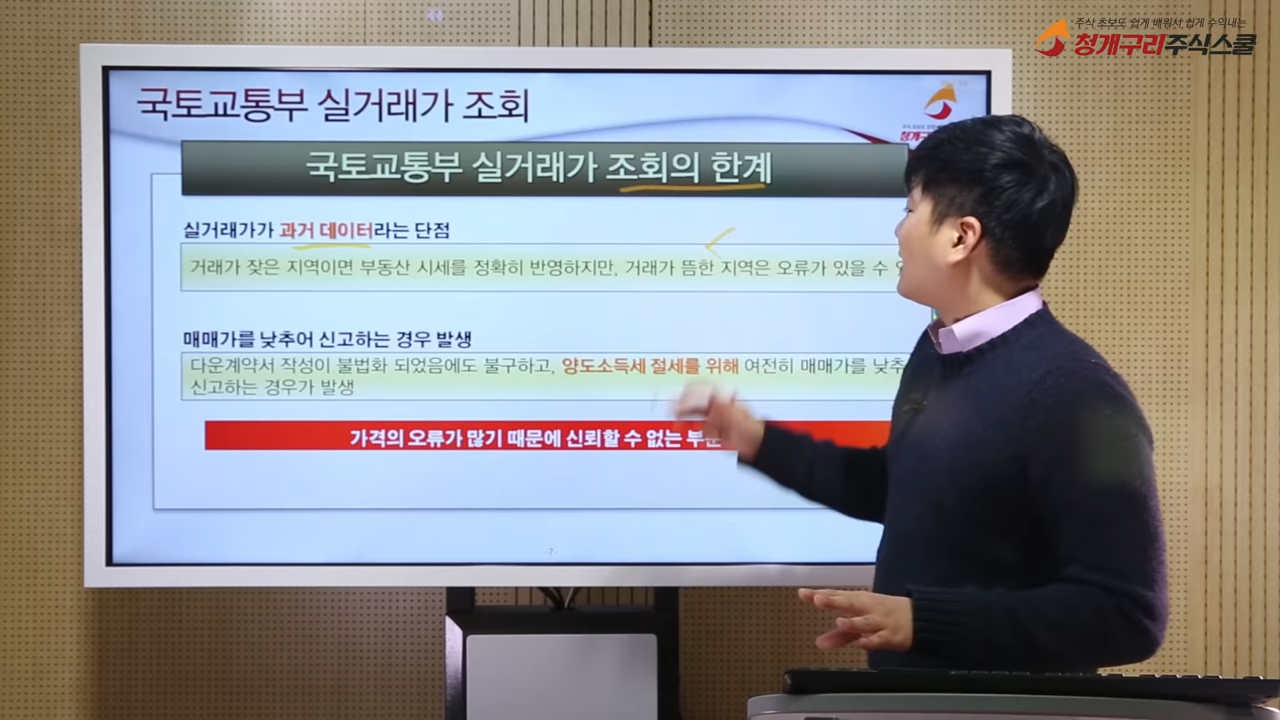 주식 초보도 쉽게 배워서 쉽게 수익내는
청개구리주식스쿨
국토교통부 실거래가 조회
국토교통부 실거래가 조회의 한계
실거래가가 과거 데이터라는 단점
거래가 잦은 지역이면 부동산 시세를 정확히 반영하지만, 거래가 뜸한 지역은 오류가 있을 수
매매가를 낮추어 신고하는 경우 발생
다운계약서 작성이 불법화 되었음에도 불구하고, 양도소득세 절세를 위해 여전히 매매가를 낮추
신고하는 경우가 발생
가격의 오류가 많기 때문에 신뢰할 수 없는
- 7 -